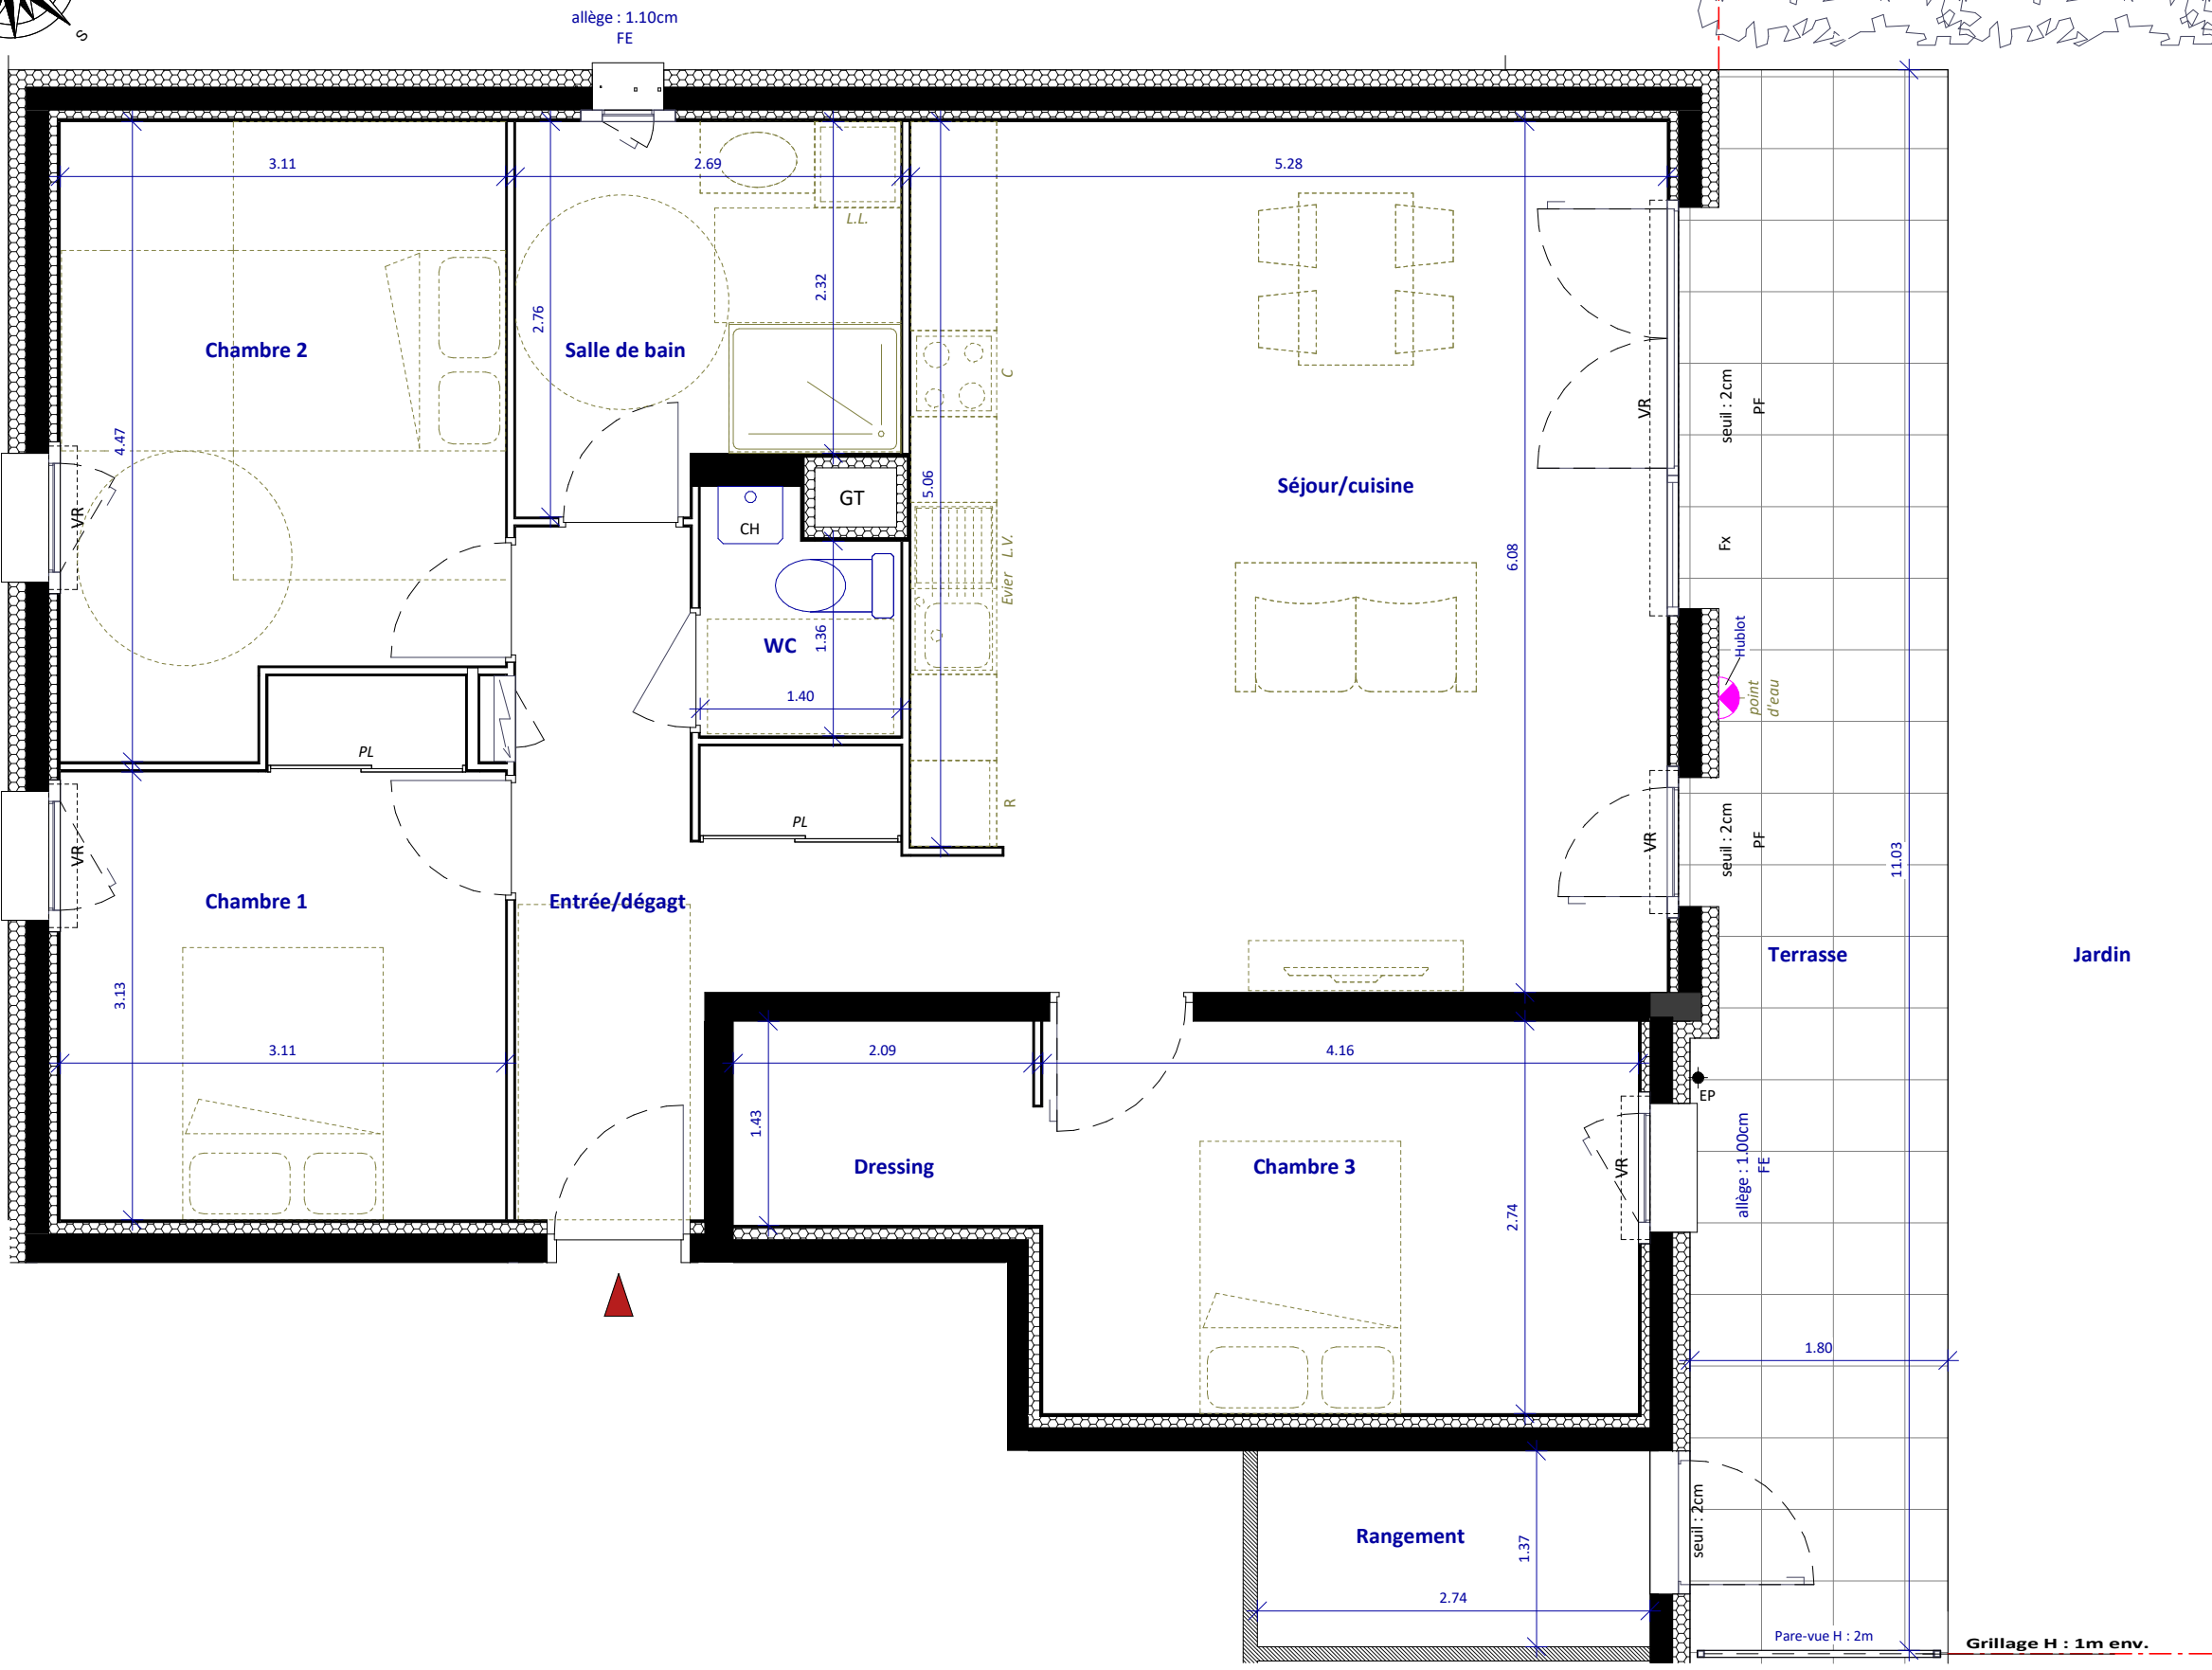 S
allège : 1.10cm
FE
3.11
2.69
5.28
L.L.
2.32
2.76
Chambre 2
Salle de bain
4.47
VR
C
VR
seuil : 2cm
PF
5.06
Séjour/cuisine
GT
CH
Evier L.V.
6.08
Fx
Hublot
point
d'eau
WC
1.36
1.40
PL
PL
R
VR
VR
seuil : 2cm
PF
11.03
Chambre 1
Entrée/dégagt
Terrasse
Jardin
3.13
3.11
2.09
4.16
EP
1.43
Dressing
Chambre 3
VR
allège : 1.00cm
FE
2.74
1.80
Rangement
1.37
seuil : 2cm
2.74
Pare-vue H : 2m
Grillage H : 1m env.